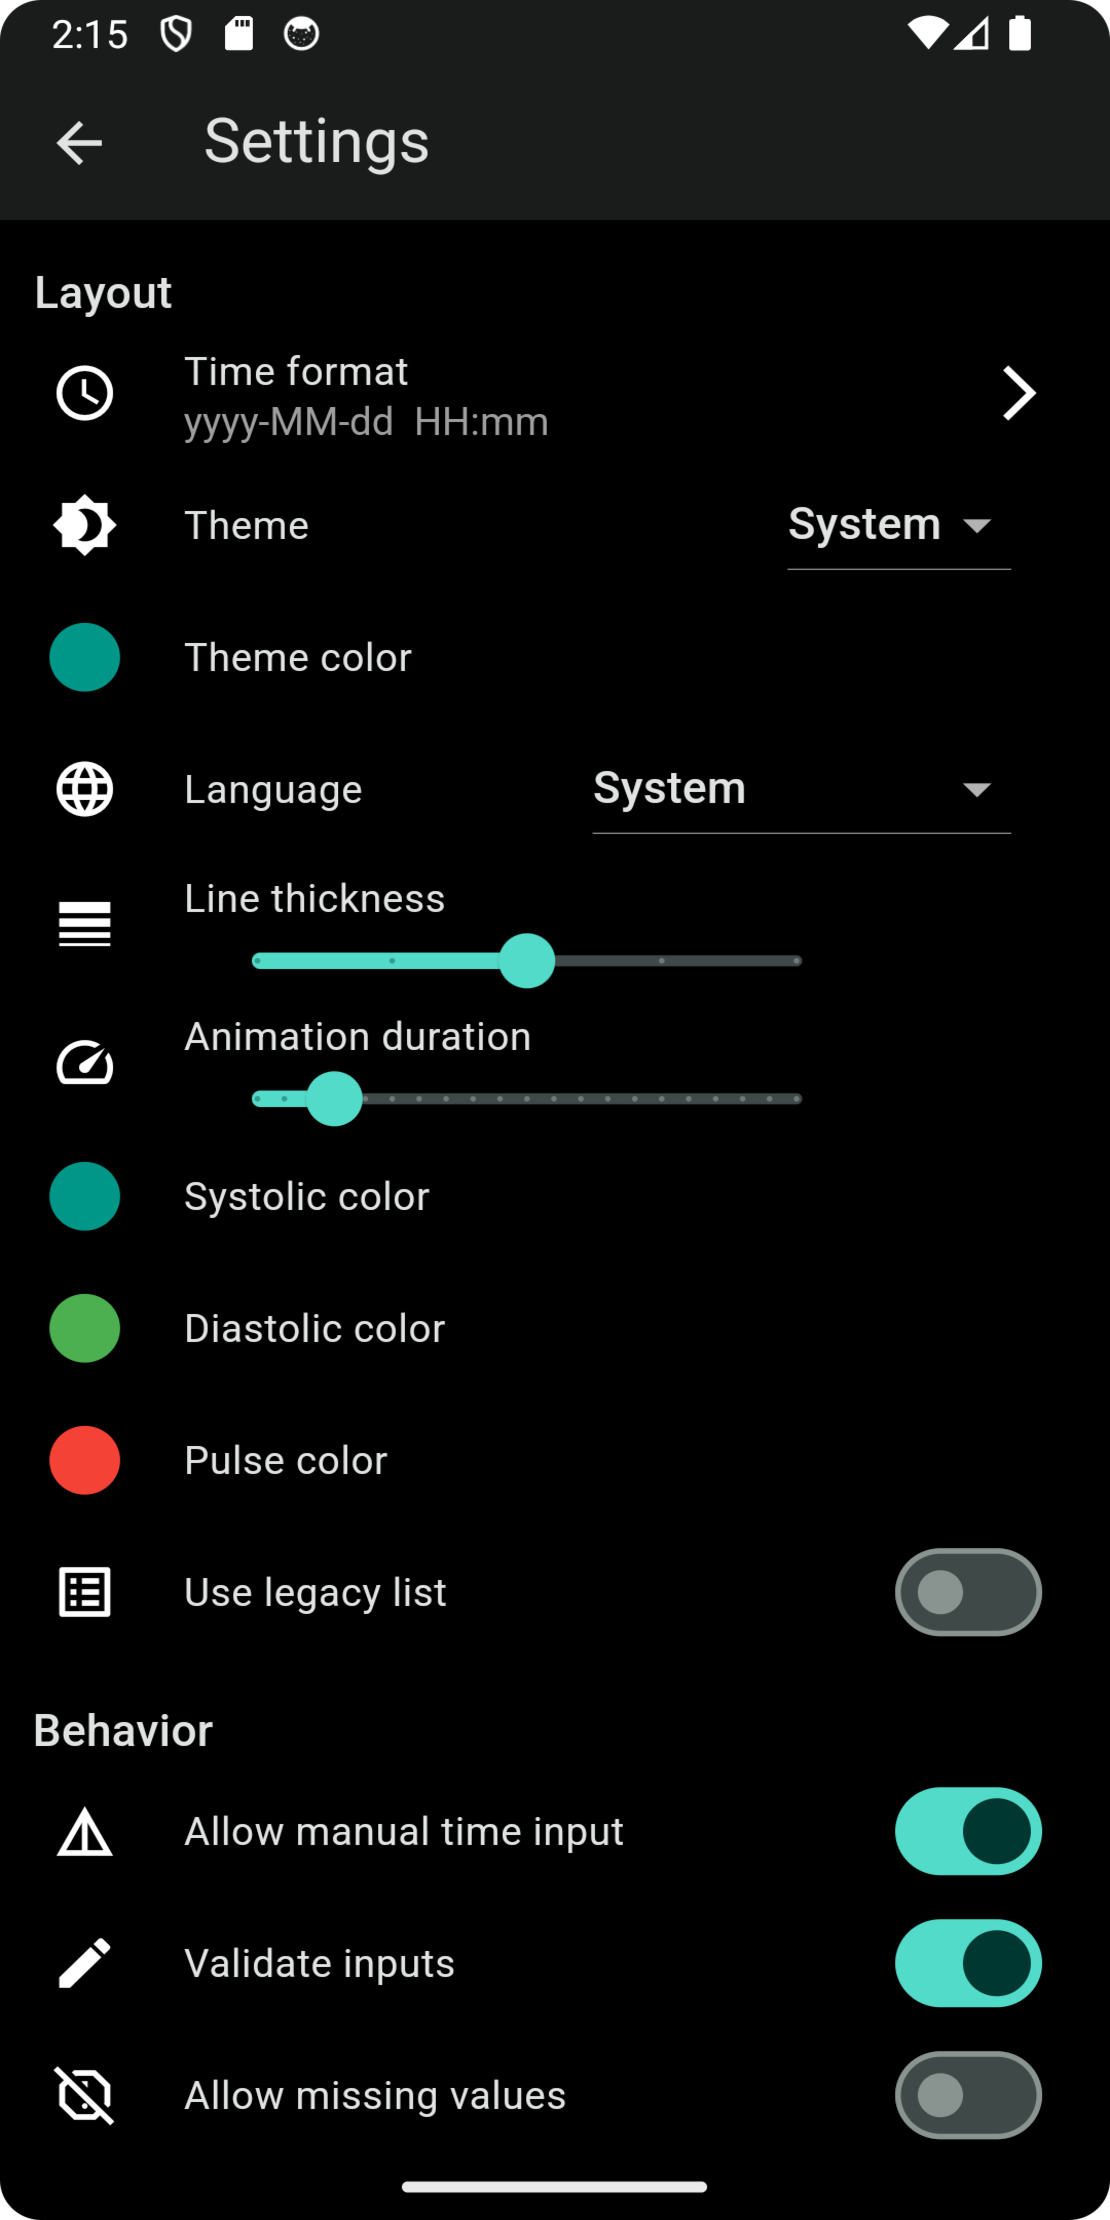 2:15
Settings
Layout
Time format
yyyy-MM-dd  HH:mm
Theme
System
Theme color
Language
System
Line thickness
Animation duration
Systolic color
Diastolic color
Pulse color
Use legacy list
Behavior
Allow manual time input
Validate inputs
Allow missing values